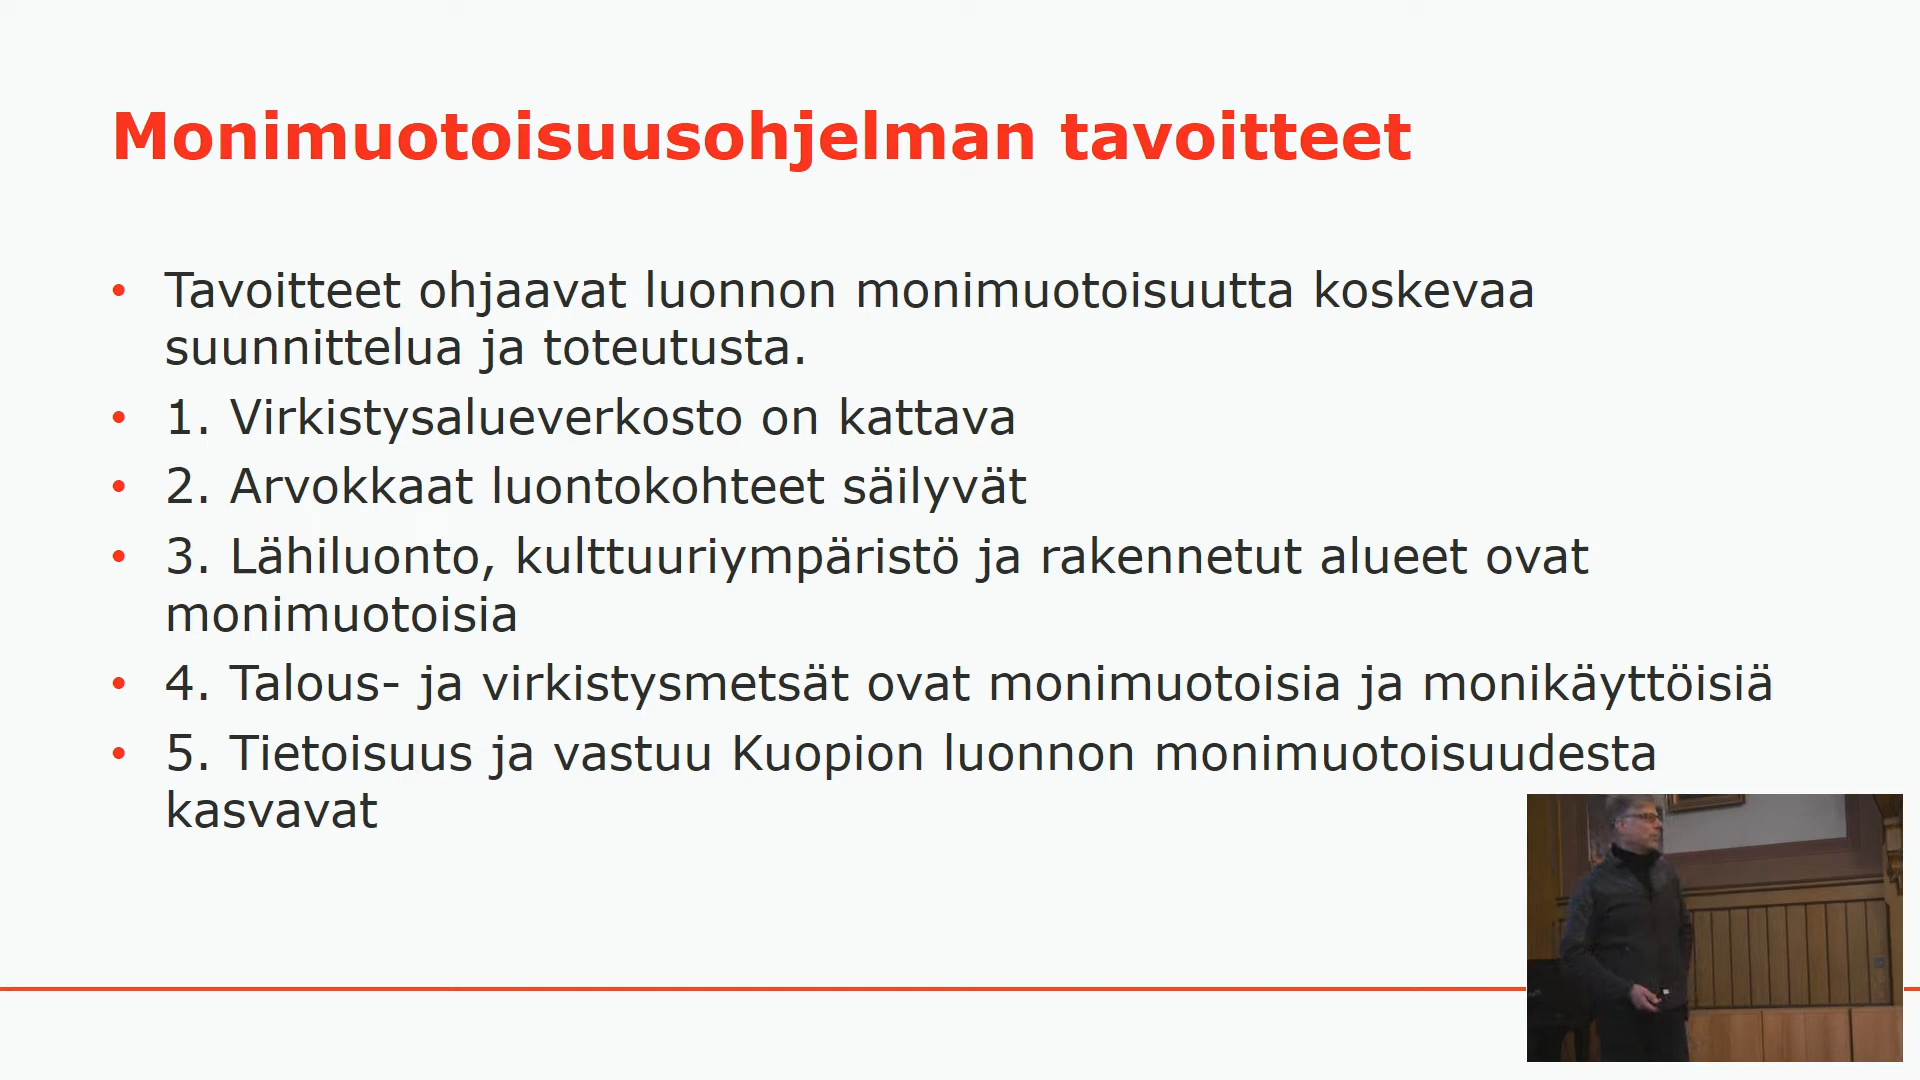 Monimuotoisuusohjelman tavoitteet
• Tavoitteet ohjaavat luonnon monimuotoisuutta koskevaa
suunnittelua ja toteutusta.
• 1. Virkistysalueverkosto on kattava
• 2. Arvokkaat luontokohteet säilyvät
• 3. Lähiluonto, kulttuuriympäristö ja rakennetut alueet ovat
monimuotoisia
• 4. Talous- ja virkistysmetsät ovat monimuotoisia ja monikäyttöisiä
• 5. Tietoisuus ja vastuu Kuopion luonnon monimuotoisuudesta
kasvavat